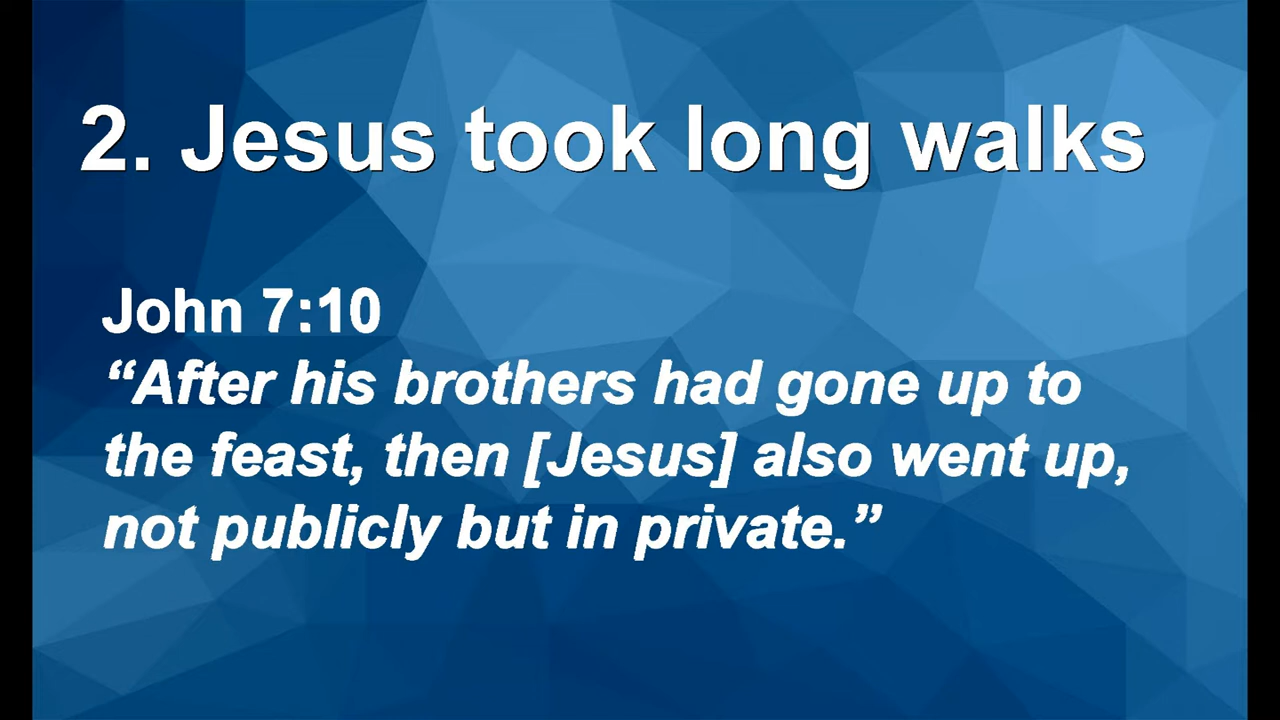 2. Jesus took long walks
John 7:10
“After his brothers had gone up to
the feast, then [Jesus] also went up,
not publicly but in private.”